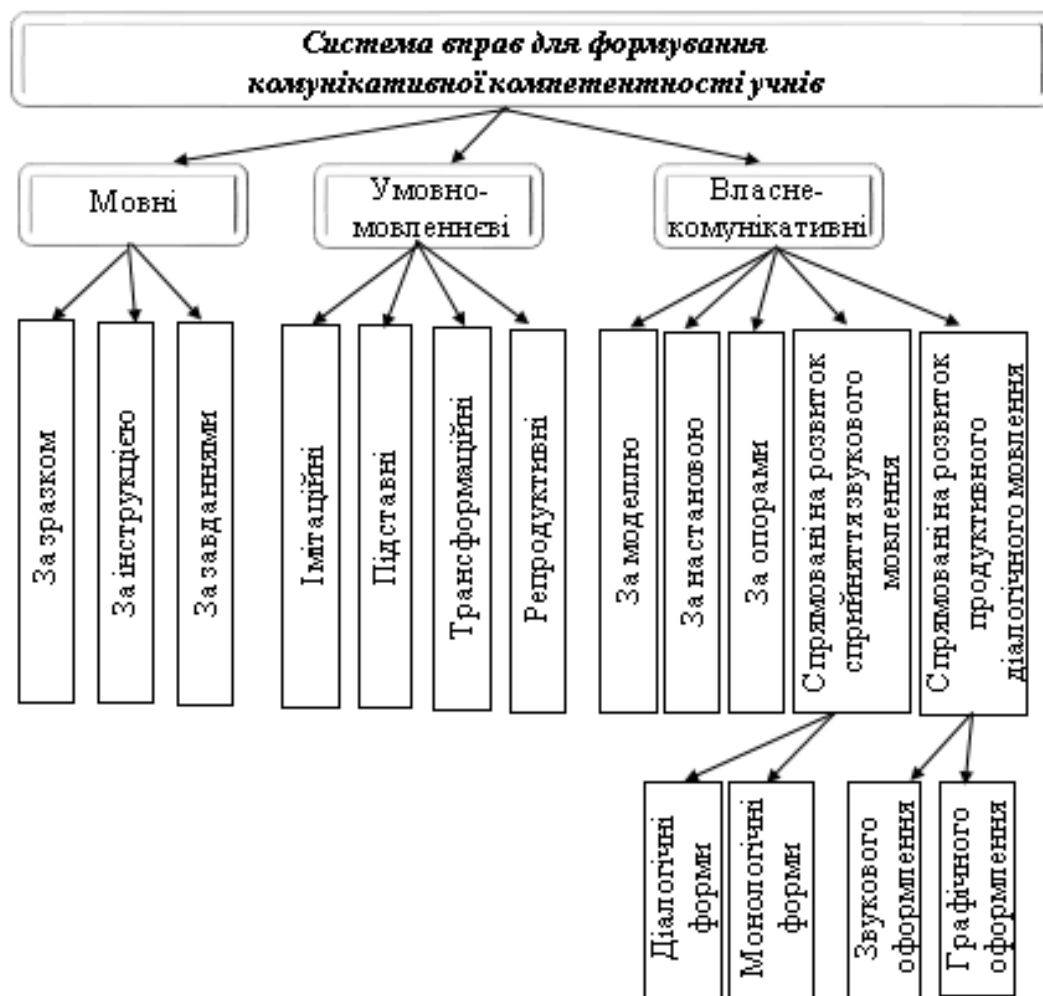 Система вправ для формування
комунікативної компетентності учнів
Мовні
Умовно-
мовленнєві
Власне-
комунікативні
За зразком
За інструкцією
За завданнями
Імітаційні
Підставні
Трансформаційні
Репродуктивні
За моделлю
За настановою
За опорами
Спрямовані на розвиток
сприйняття звукового
мовлення
Спрямовані на розвиток
продуктивного
діалогічного мовлення
Діалогічні
форми
Монологічні
форми
Звукового
оформлення
Графічного
оформлення